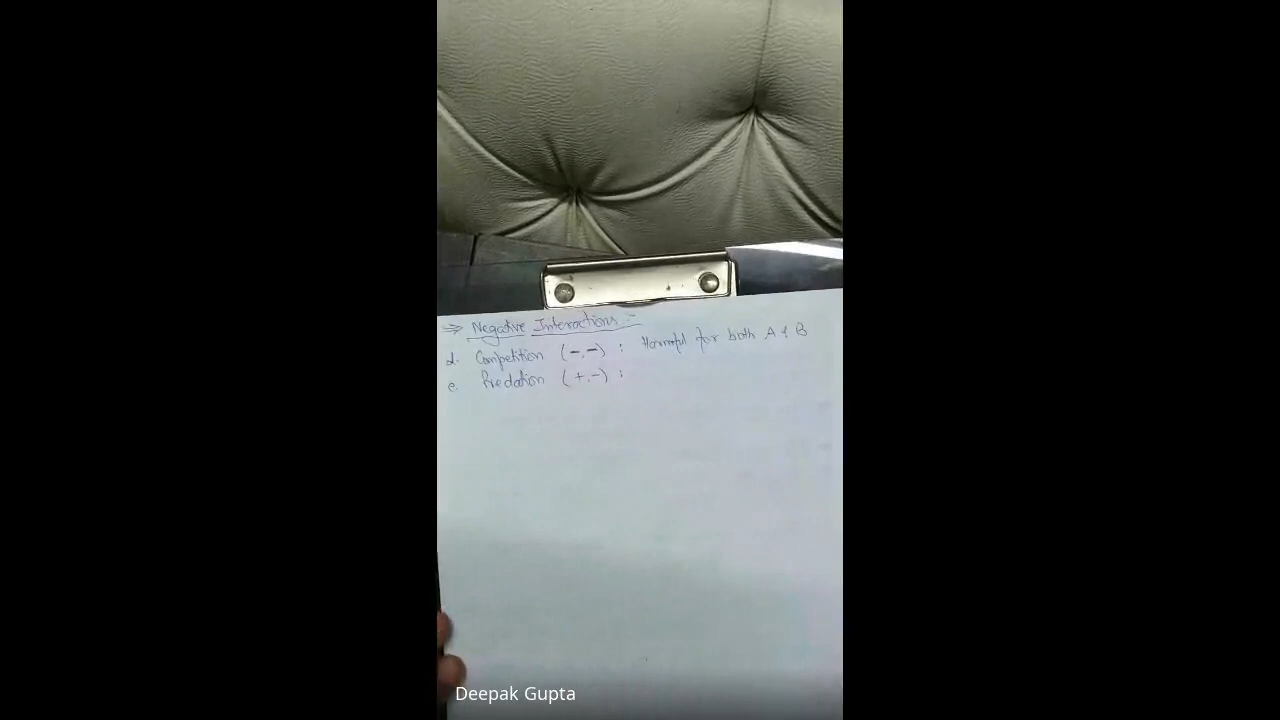 ⇒ Negative Interactions :-
d. Competition (-,-) : Harmful for both A & B
e. Predation (+,-) :
Deepak Gupta